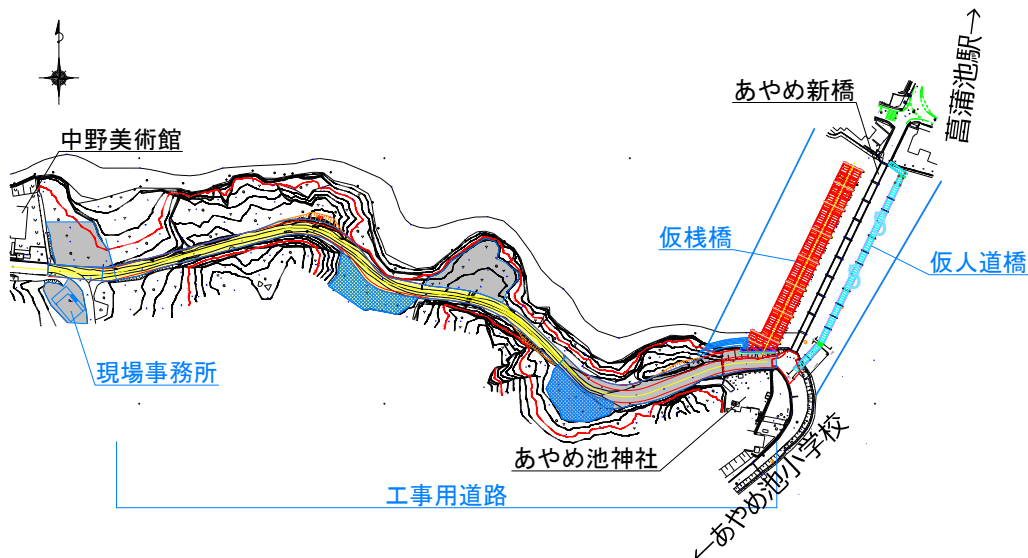 菖蒲池駅→
あやめ新橋
中野美術館
仮桟橋
仮人道橋
現場事務所
あやめ池神社
工事用道路
←あやめ池小学校